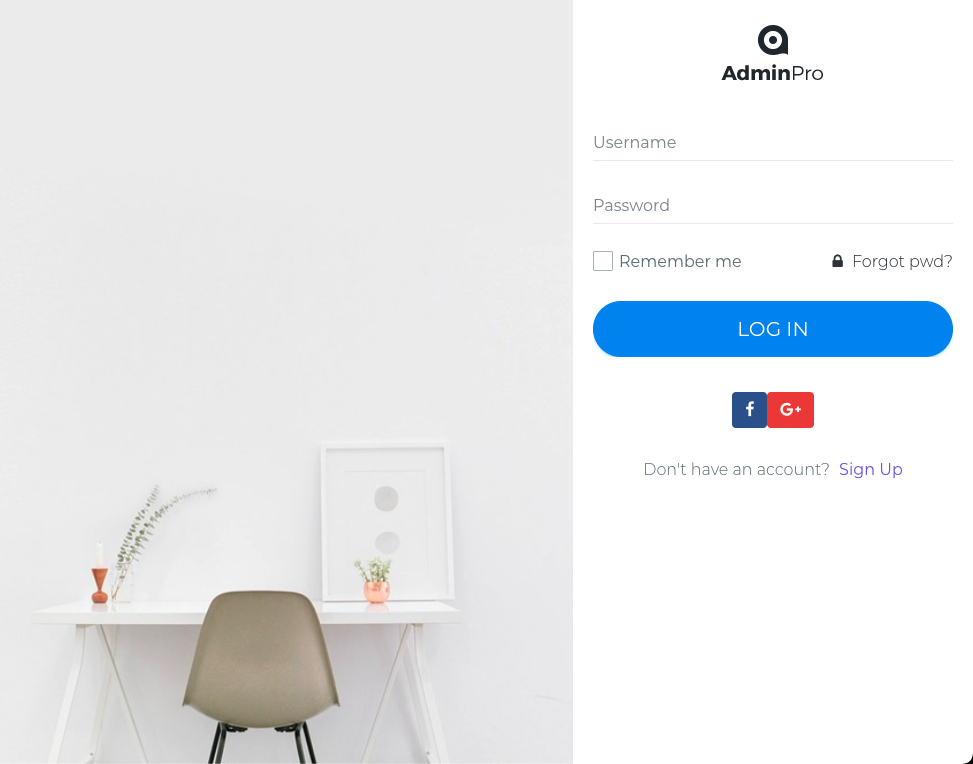 AdminPro
Username
Password
Remember me
Forgot pwd?
LOG IN
f G+
Don't have an account? Sign Up